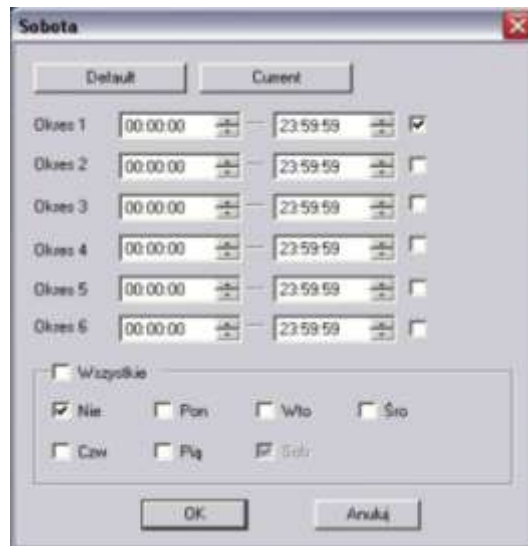 Sobota
Default Current
Okres 1 00:00:00 — 23:59:59
Okres 2 00:00:00 — 23:59:59
Okres 3 00:00:00 — 23:59:59
Okres 4 00:00:00 — 23:59:59
Okres 5 00:00:00 — 23:59:59
Okres 6 00:00:00 — 23:59:59
Wszystkie
Nie Pon Wto Śro
Czw Pią Sob
OK Anuluj